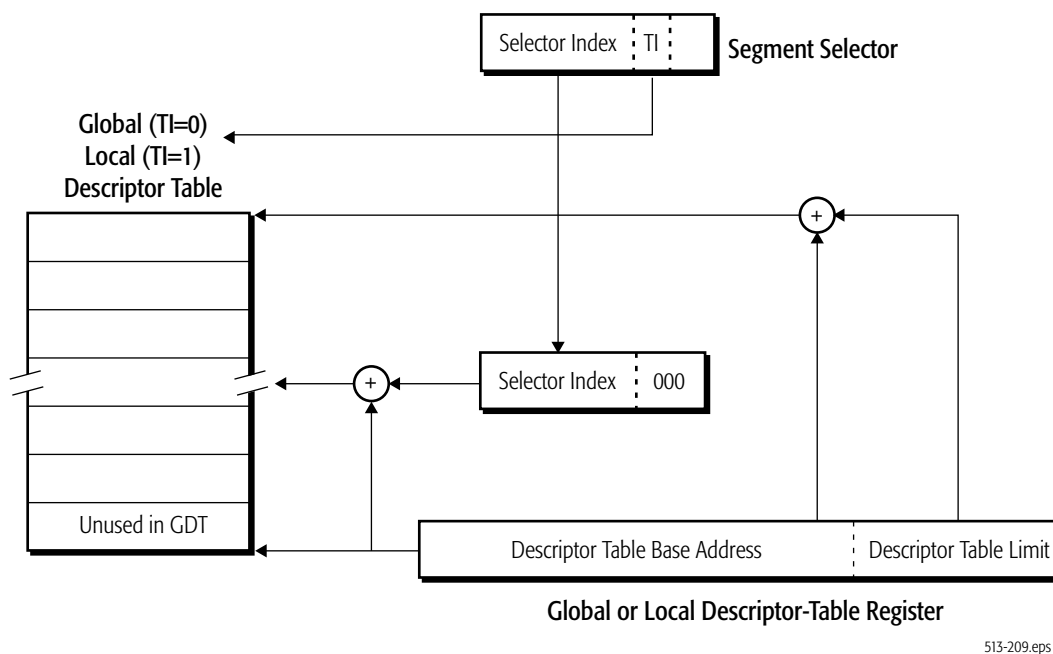 Selector Index TI
Segment Selector
Global (TI=0)
Local (TI=1)
Descriptor Table
+
Selector Index 000
+
Unused in GDT
Descriptor Table Base Address Descriptor Table Limit
Global or Local Descriptor-Table Register
513-209.eps